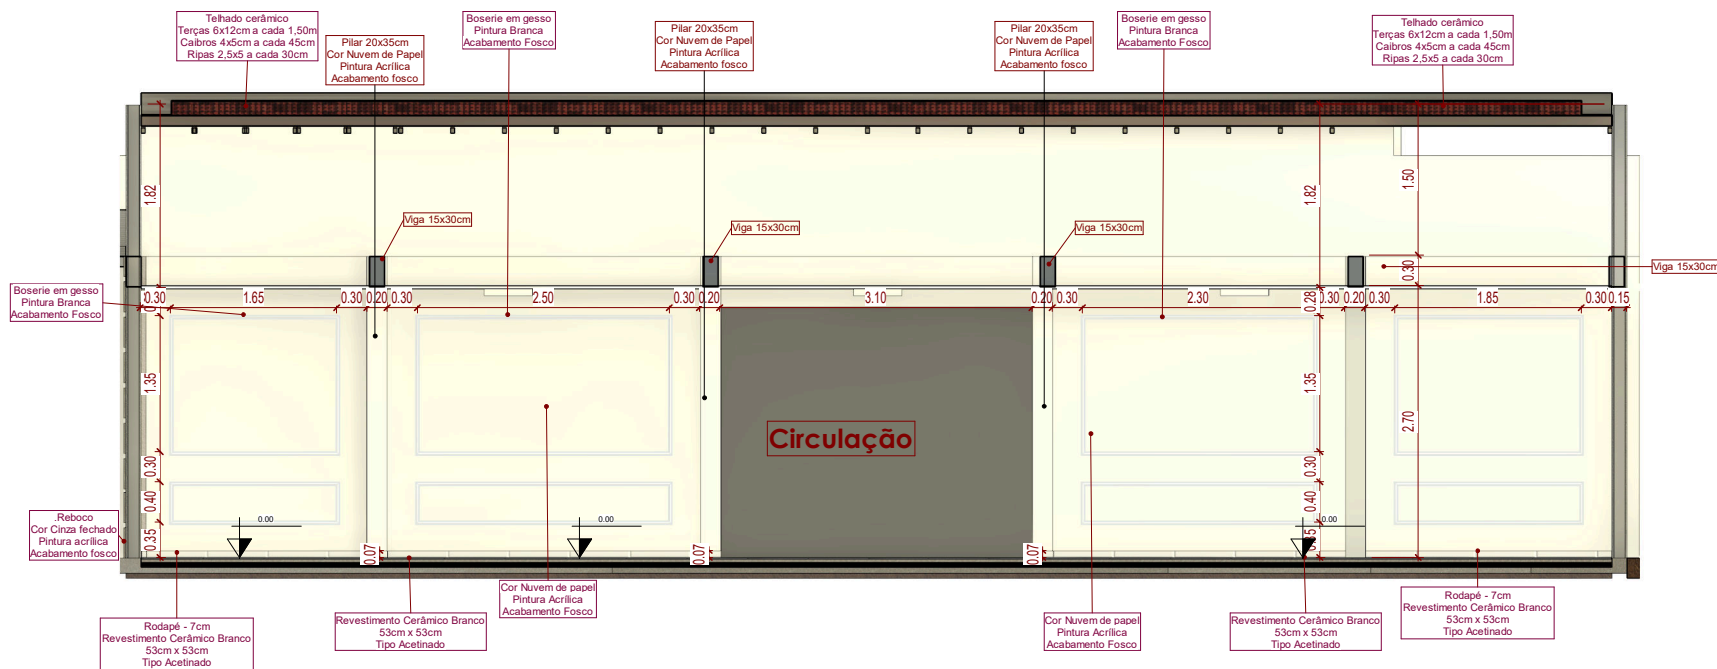 Telhado cerâmico
Terças 6x12cm a cada 1,50m
Caibros 4x5cm a cada 45cm
Ripas 2,5x5 a cada 30cm
Pilar 20x35cm
Cor Nuvem de Papel
Pintura Acrílica
Acabamento fosco
Boserie em gesso
Pintura Branca
Acabamento Fosco
Pilar 20x35cm
Cor Nuvem de Papel
Pintura Acrílica
Acabamento fosco
Pilar 20x35cm
Cor Nuvem de Papel
Pintura Acrílica
Acabamento fosco
Boserie em gesso
Pintura Branca
Acabamento Fosco
Telhado cerâmico
Terças 6x12cm a cada 1,50m
Caibros 4x5cm a cada 45cm
Ripas 2,5x5 a cada 30cm
1.82
1.82
1.50
Viga 15x30cm
Viga 15x30cm
Viga 15x30cm
Viga 15x30cm
0.30
Boserie em gesso
Pintura Branca
Acabamento Fosco
0.30
1.65
0.30
0.20
0.30
2.50
0.30
0.20
3.10
0.20
0.30
2.30
0.28
0.30
0.20
0.30
1.85
0.30
0.15
1.35
1.35
2.70
Circulação
0.30
0.40
0.35
0.30
0.40
0.00
0.00
0.00
0.07
0.07
0.07
.Reboco
Cor Cinza fechado
Pintura acrílica
Acabamento fosco
Rodapé - 7cm
Revestimento Cerâmico Branco
53cm x 53cm
Tipo Acetinado
Revestimento Cerâmico Branco
53cm x 53cm
Tipo Acetinado
Cor Nuvem de papel
Pintura Acrílica
Acabamento Fosco
Cor Nuvem de papel
Pintura Acrílica
Acabamento Fosco
Revestimento Cerâmico Branco
53cm x 53cm
Tipo Acetinado
Rodapé - 7cm
Revestimento Cerâmico Branco
53cm x 53cm
Tipo Acetinado